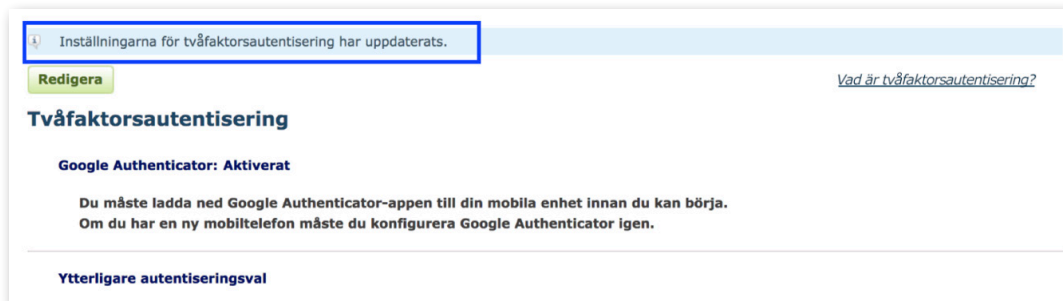 Inställningarna för tvåfaktorsautentisering har uppdaterats.
Redigera
Vad är tvåfaktorsautentisering?
Tvåfaktorsautentisering
Google Authenticator: Aktiverat
Du måste ladda ned Google Authenticator-appen till din mobila enhet innan du kan börja.
Om du har en ny mobiltelefon måste du konfigurera Google Authenticator igen.
Ytterligare autentiseringsval